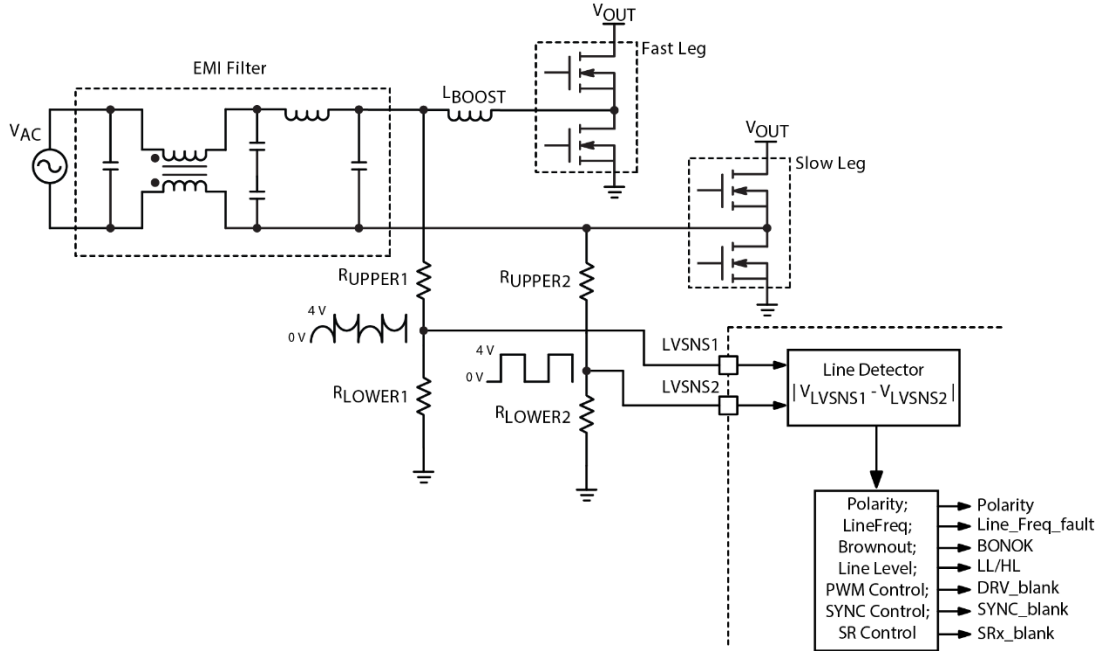 VOUT
Fast Leg
EMI Filter
LBOOST
VAC
VOUT
Slow Leg
RUPPER1
RUPPER2
4 V
0 V
LVSNS1
4 V
0 V
LVSNS2
RLOWER1
RLOWER2
Line Detector
| VLVSNS1 - VLVSNS2 |
Polarity;
LineFreq;
Brownout;
Line Level;
PWM Control;
SYNC Control;
SR Control
Polarity
Line_Freq_fault
BONOK
LL/HL
DRV_blank
SYNC_blank
SRx_blank